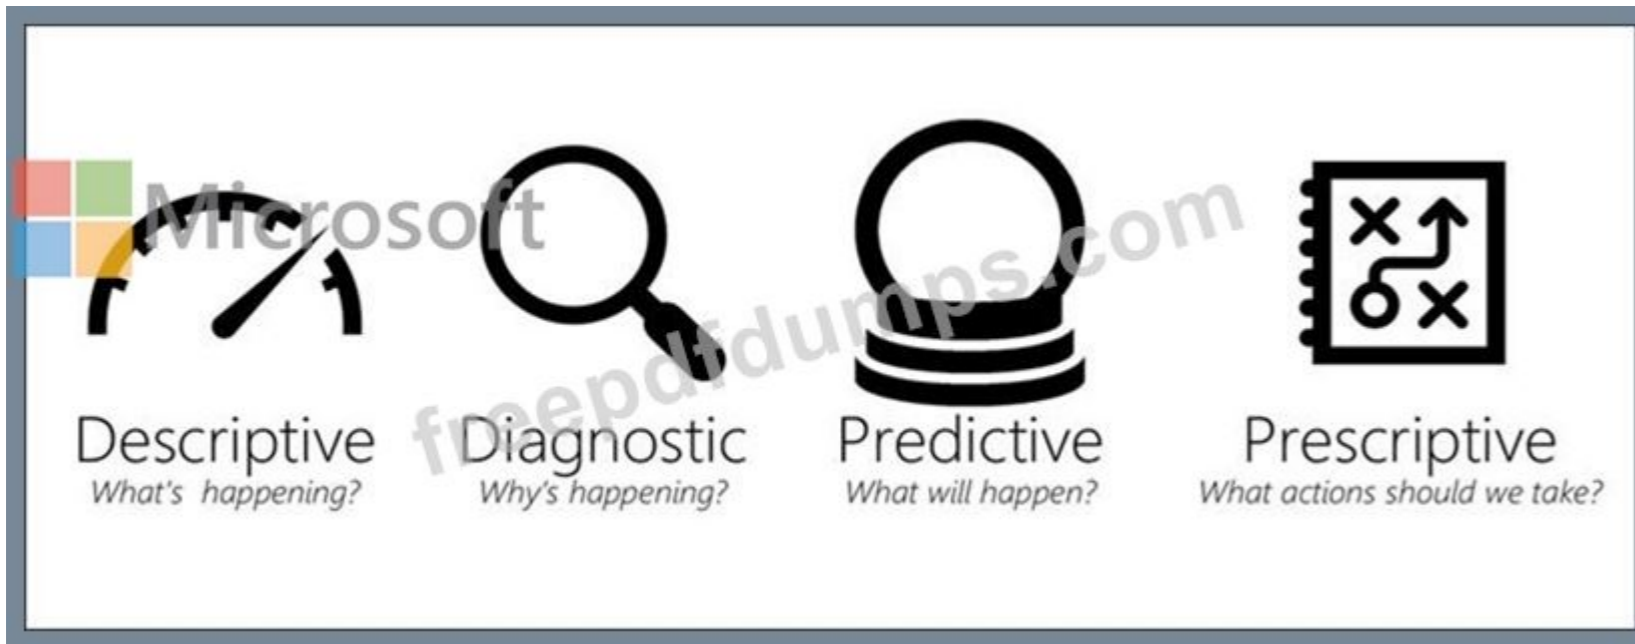 Microsoft
freepdfdumps.com
Descriptive
What's happening?
Diagnostic
Why's happening?
Predictive
What will happen?
Prescriptive
What actions should we take?